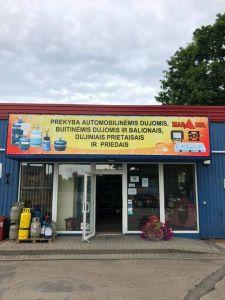 PREKYBA AUTOMOBILINĖMIS DUJOMIS,
BUITINĖMIS DUJOMIS IR BALIONAIS,
DUJINIAIS PRIETAISAIS
IR PRIEDAIS